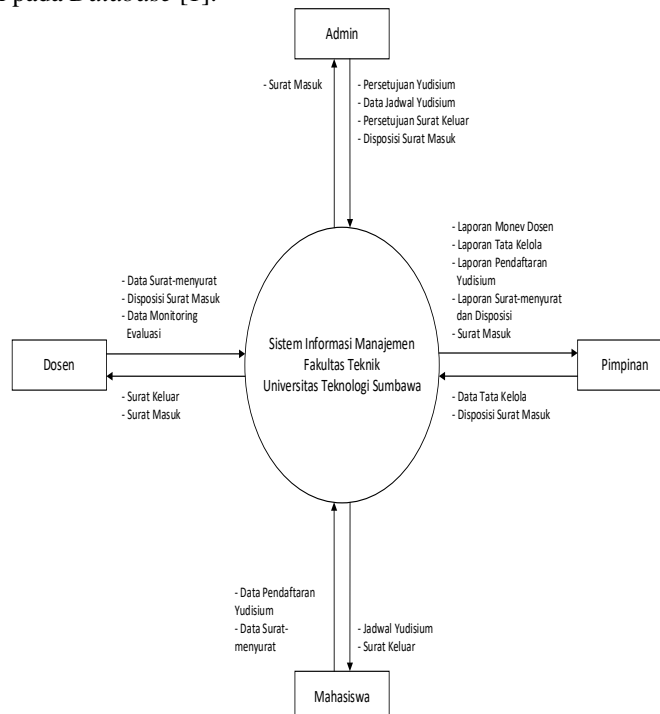 pada Database [1].
Admin
- Surat Masuk
- Persetujuan Yudisium
- Data Jadwal Yudisium
- Persetujuan Surat Keluar
- Disposisi Surat Masuk
- Laporan Monev Dosen
- Laporan Tata Kelola
- Laporan Pendaftaran
Yudisium
- Laporan Surat-menyurat
dan Disposisi
- Surat Masuk
- Data Surat-menyurat
- Disposisi Surat Masuk
- Data Monitoring
Evaluasi
Sistem Informasi Manajemen
Fakultas Teknik
Universitas Teknologi Sumbawa
Dosen
Pimpinan
- Surat Keluar
- Surat Masuk
- Data Tata Kelola
- Disposisi Surat Masuk
- Data Pendaftaran
Yudisium
- Data Surat-
menyurat
- Jadwal Yudisium
- Surat Keluar
Mahasiswa